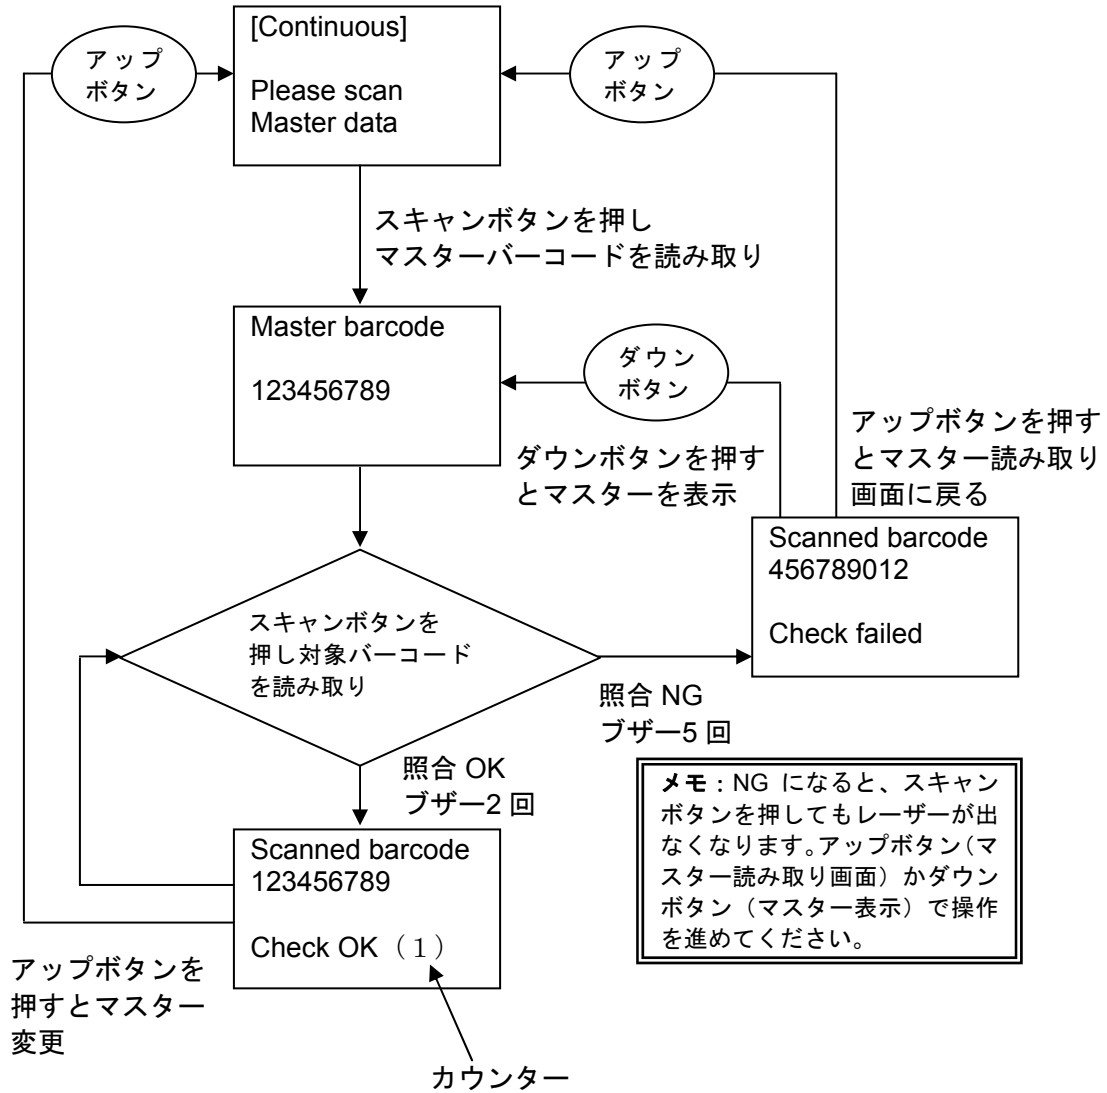 [Continuous]
Please scan
Master data
アップ
ボタン
アップ
ボタン
スキャンボタンを押し
マスターバーコードを読み取り
Master barcode
123456789
ダウン
ボタン
ダウンボタンを押す
とマスターを表示
アップボタンを押す
とマスター読み取り
画面に戻る
Scanned barcode
456789012
Check failed
スキャンボタンを
押し対象バーコード
を読み取り
照合 NG
ブザー5 回
照合 OK
ブザー2 回
Scanned barcode
123456789
Check OK（１）
メモ：NG になると、スキャン
ボタンを押してもレーザーが出
なくなります。アップボタン（マ
スター読み取り画面）かダウン
ボタン（マスター表示）で操作
を進めてください。
アップボタンを
押すとマスター
変更
カウンター